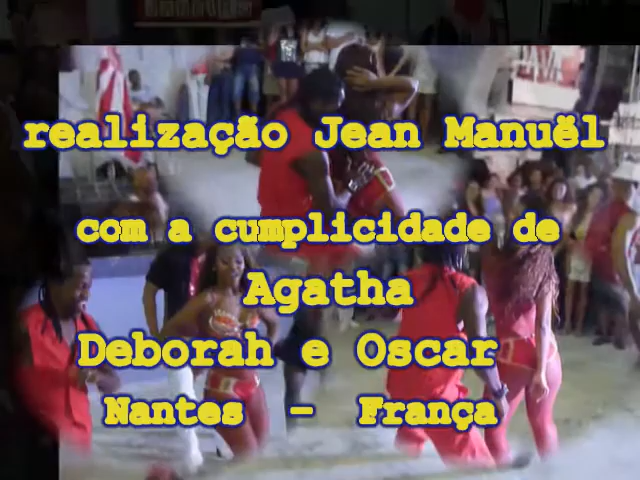 realização Jean Manuël
com a cumplicidade de
Agatha
Deborah e Oscar
Nantes - França